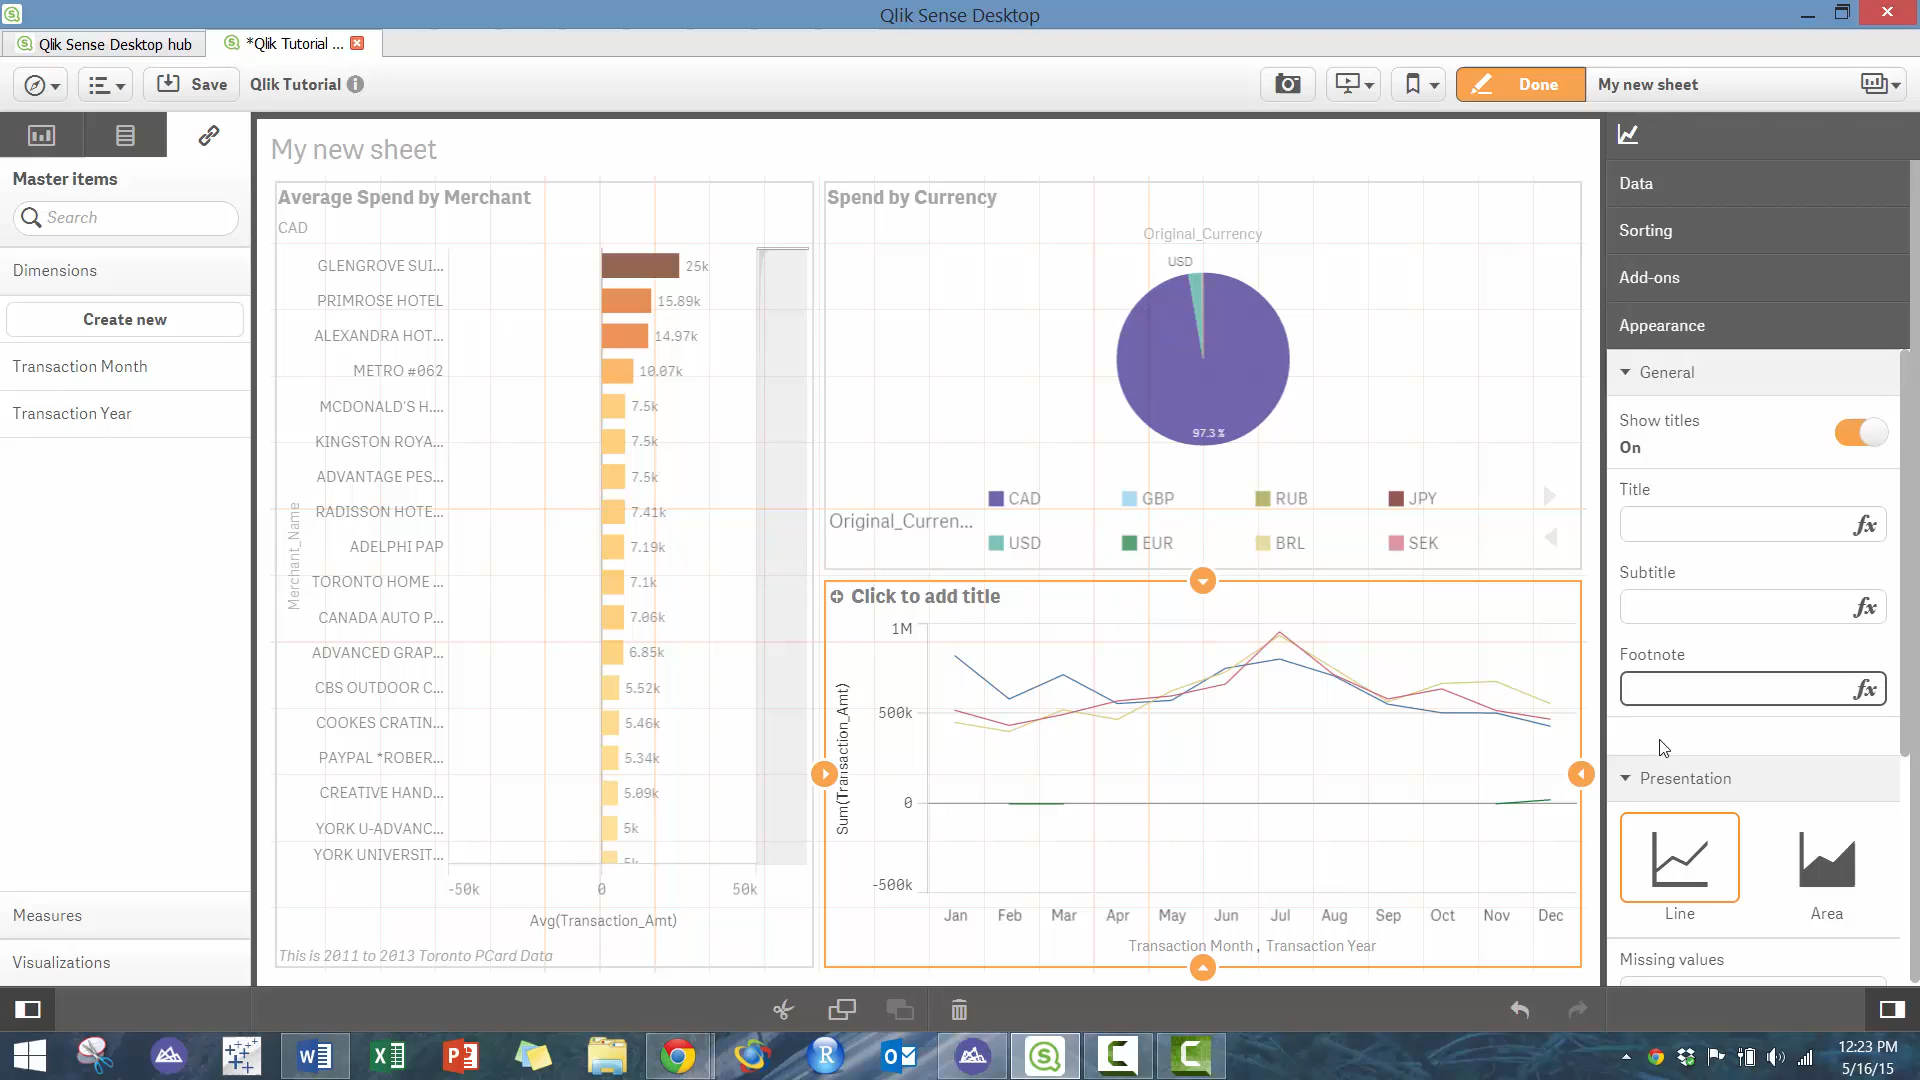 Qlik Sense Desktop
Qlik Sense Desktop hub
*Qlik Tutorial ...
Save
Qlik Tutorial
Done
My new sheet
Master items
Search
Dimensions
Create new
Transaction Month
Transaction Year
Measures
Visualizations
My new sheet
Average Spend by Merchant
CAD
GLENGROVE SUI...
25k
PRIMROSE HOTEL
15.89k
ALEXANDRA HOT...
14.97k
METRO #062
10.07k
MCDONALD'S H....
7.5k
KINGSTON ROYA...
7.5k
ADVANTAGE PES...
7.5k
RADISSON HOTE...
7.41k
ADELPHI PAP
7.19k
TORONTO HOME ...
7.1k
CANADA AUTO P...
7.06k
ADVANCED GRAP...
6.85k
CBS OUTDOOR C...
5.52k
COOKES CRATIN...
5.46k
PAYPAL *ROBER...
5.34k
CREATIVE HAND...
5.09k
YORK U-ADVANC...
5k
YORK UNIVERSIT...
5k
Merchant_Name
-50k
0
50k
Avg(Transaction_Amt)
This is 2011 to 2013 Toronto PCard Data
Spend by Currency
Original_Currency
USD
97.3 %
Original_Curren...
CAD
GBP
RUB
JPY
USD
EUR
BRL
SEK
Click to add title
1M
500k
0
-500k
Sum(Transaction_Amt)
Jan
Feb
Mar
Apr
May
Jun
Jul
Aug
Sep
Oct
Nov
Dec
Transaction Month , Transaction Year
Data
Sorting
Add-ons
Appearance
General
Show titles
On
Title
fx
Subtitle
fx
Footnote
fx
Presentation
Line
Area
Missing values
12:23 PM
5/16/15